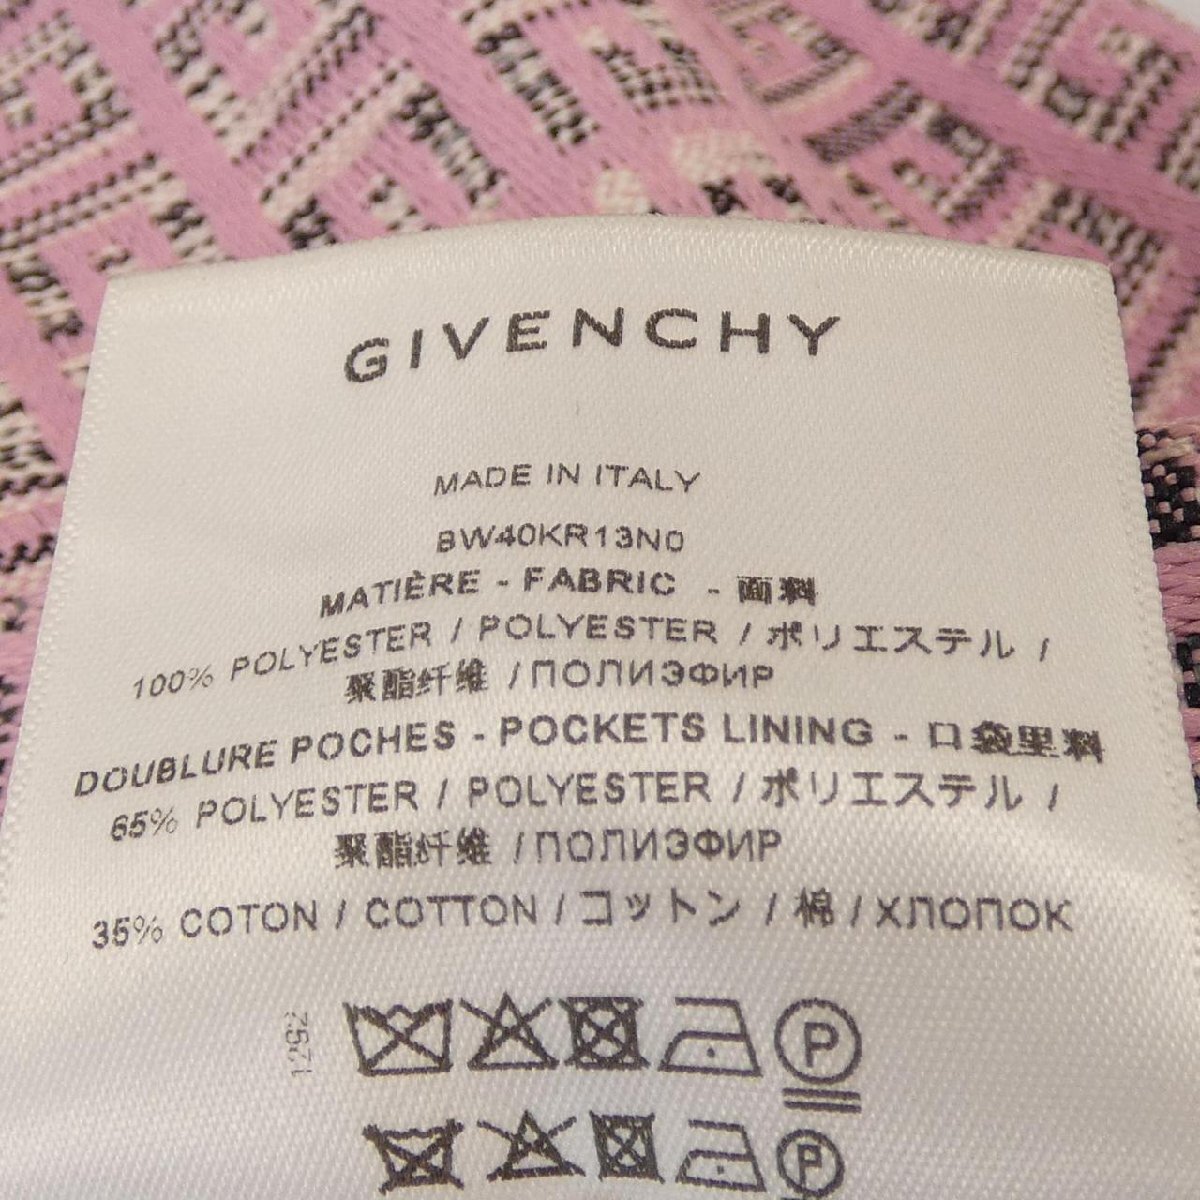 GIVENCHY
MADE IN ITALY
BW40KR13N0
MATIÈRE - FABRIC - 面料
100% POLYESTER / POLYESTER / ポリエステル /
聚酯纤维 / ПОЛИЭФИР
DOUBLURE POCHES - POCKETS LINING - 口袋里料
65% POLYESTER / POLYESTER / ポリエステル /
聚酯纤维 / ПОЛИЭФИР
35% COTON / COTTON / コットン / 棉 / ХЛОПОК
P
P